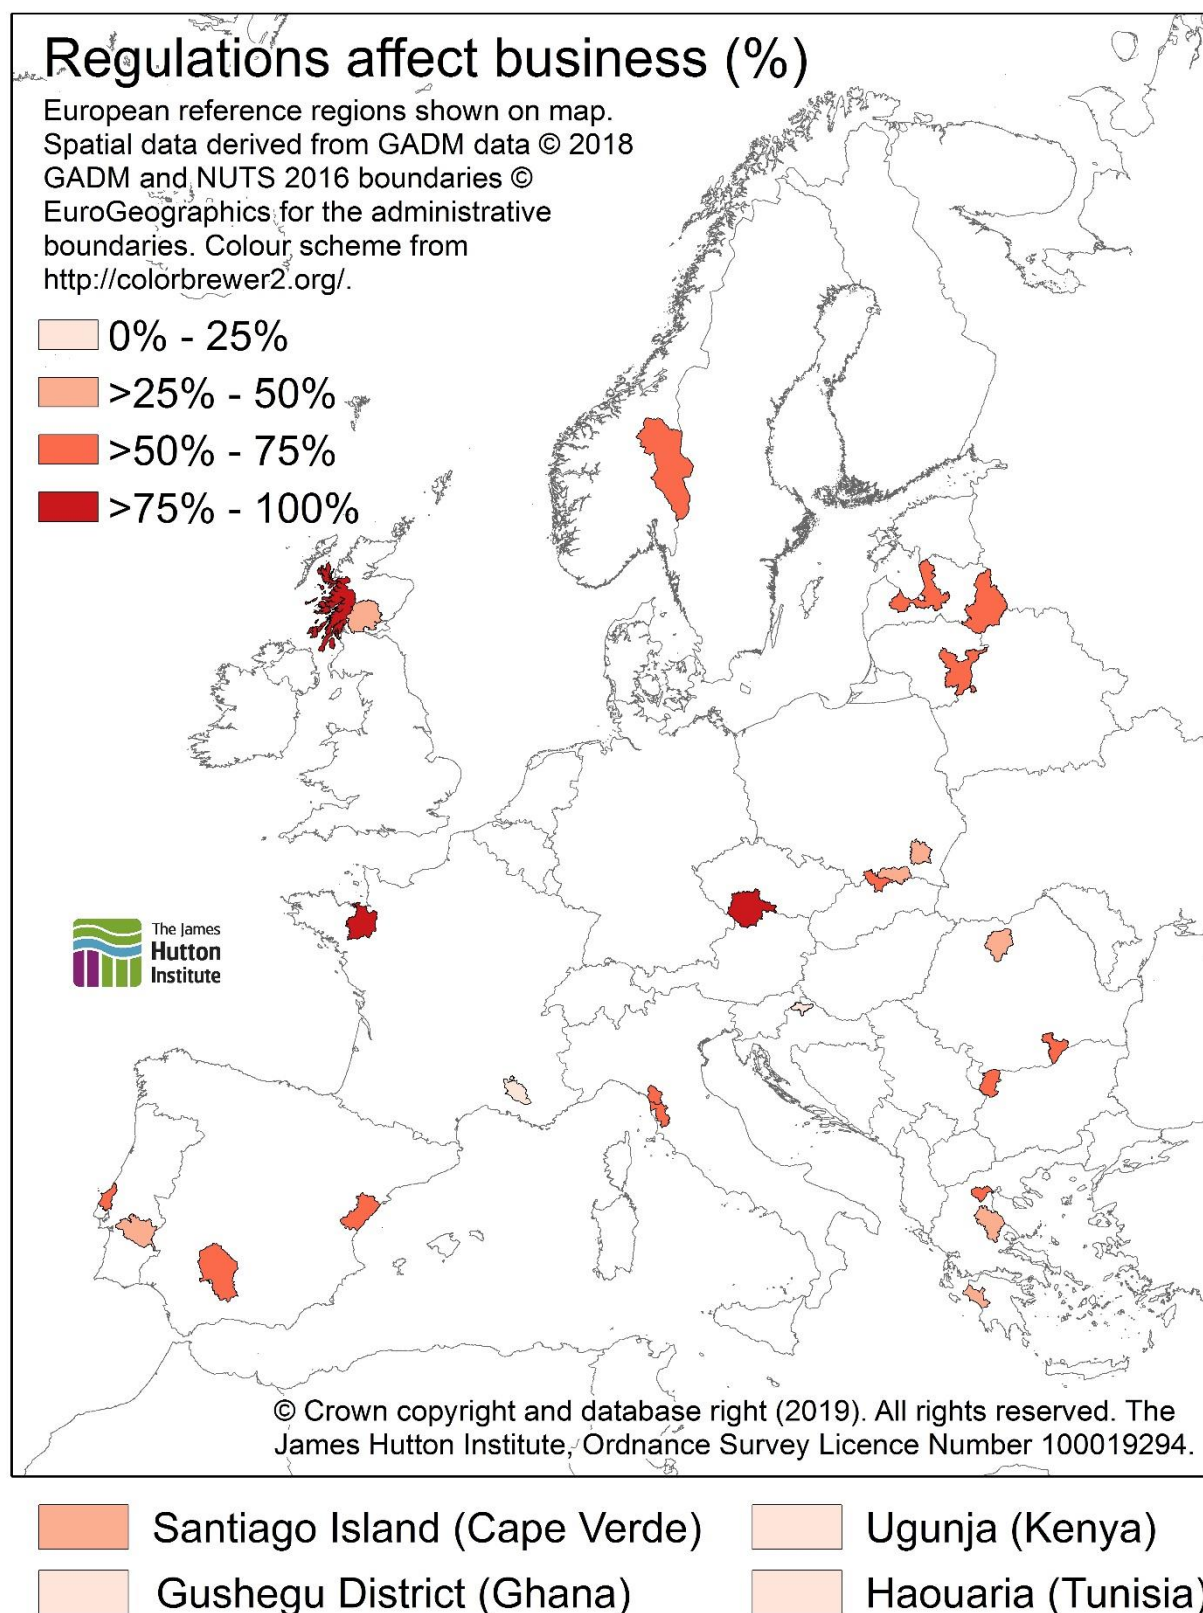 Regulations affect business (%)
European reference regions shown on map.
Spatial data derived from GADM data © 2018
GADM and NUTS 2016 boundaries ©
EuroGeographics for the administrative
boundaries. Colour scheme from
http://colorbrewer2.org/.
0% - 25%
>25% - 50%
>50% - 75%
>75% - 100%
The James
Hutton
Institute
© Crown copyright and database right (2019). All rights reserved. The
James Hutton Institute, Ordnance Survey Licence Number 100019294.
Santiago Island (Cape Verde)
Ugunja (Kenya)
Gushegu District (Ghana)
Haouaria (Tunisia)